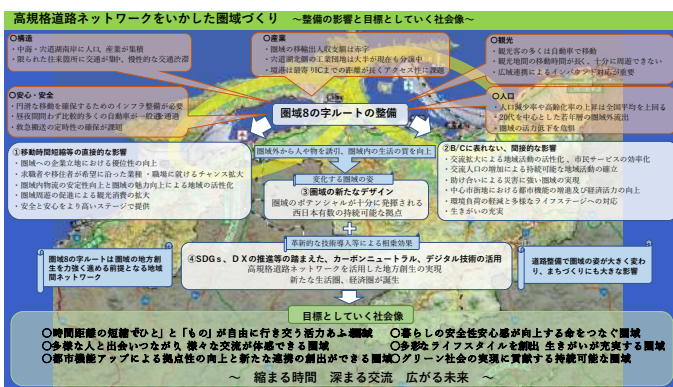 高規格道路ネットワークをいかした圏域づくり ～整備の影響と目標としていく社会像～
〇構造
・中海・宍道湖南岸に人口、産業が集積
・限られた往来箇所に交通が集中、慢性的な交通渋滞
〇産業
・圏域の移輸出入収支額は赤字
・宍道湖北側の工業団地は大半が現在も分譲中
・境港は最寄りICまでの距離が長くアクセス性に課題
〇観光
・観光客の多くは自動車で移動
・観光地間の移動時間が長く、十分に周遊できない
・広域連携によるインバウンド対応が重要
〇安心・安全
・円滑な移動を確保するためのインフラ整備が必要
・昼夜間問わず比較的多くの自動車が一般道を通過
・救急搬送の定時性の確保が課題
圏域8の字ルートの整備
〇人口
・人口減少率や高齢化率の上昇は全国平均を上回る
・20代を中心とした若年層の圏域外流出
・圏域の活力低下を危惧
①移動時間短縮等の直接的な影響
・圏域への企業立地における優位性の向上
・求職者や移住者が希望に沿った業種・職場に就けるチャンス拡大
・圏域内物流の安定性向上と圏域の魅力向上による地域の活性化
・圏域周遊の促進による観光消費の拡大
・安全と安心をより高いステージで提供
圏域外から人や物を誘引、圏域内の生活の質を向上
変化する圏域の姿
③圏域の新たなデザイン
圏域のポテンシャルが十分に発揮される
西日本有数の持続可能な拠点
②B/Cに表れない、間接的な影響
・交流拡大による地域活動の活性化、市民サービスの効率化
・交流人口の増加による持続可能な地域活動の確立
・助け合いによる災害に強い圏域の実現
・中心市街地における都市機能の増進及び経済活力の向上
・環境負荷の軽減と多様なライフステージへの対応
・生きがいの充実
＋
革新的な技術導入等による相乗効果
圏域8の字ルートは圏域の地方創生を力強く進める前提となる地域間ネットワーク
④SDGs、DXの推進等の踏まえた、カーボンニュートラル、デジタル技術の活用
高規格道路ネットワークを活用した地方創生の実現
新たな生活圏、経済圏が誕生
道路整備で圏域の姿が大きく変わり、まちづくりにも大きな影響
目標としていく社会像
〇時間距離の短縮で「ひと」と「もの」が自由に行き交う活力あふれる圏域
〇多様な人と出会いつながり 様々な交流が体感できる圏域
〇都市機能アップによる拠点性の向上と新たな連携の創出ができる圏域
〇暮らしの安全性安心感が向上する命をつなぐ圏域
〇多彩なライフスタイルを創出 生きがいが充実する圏域
〇グリーン社会の実現に貢献する持続可能な圏域
～ 縮まる時間 深まる交流 広がる未来 ～